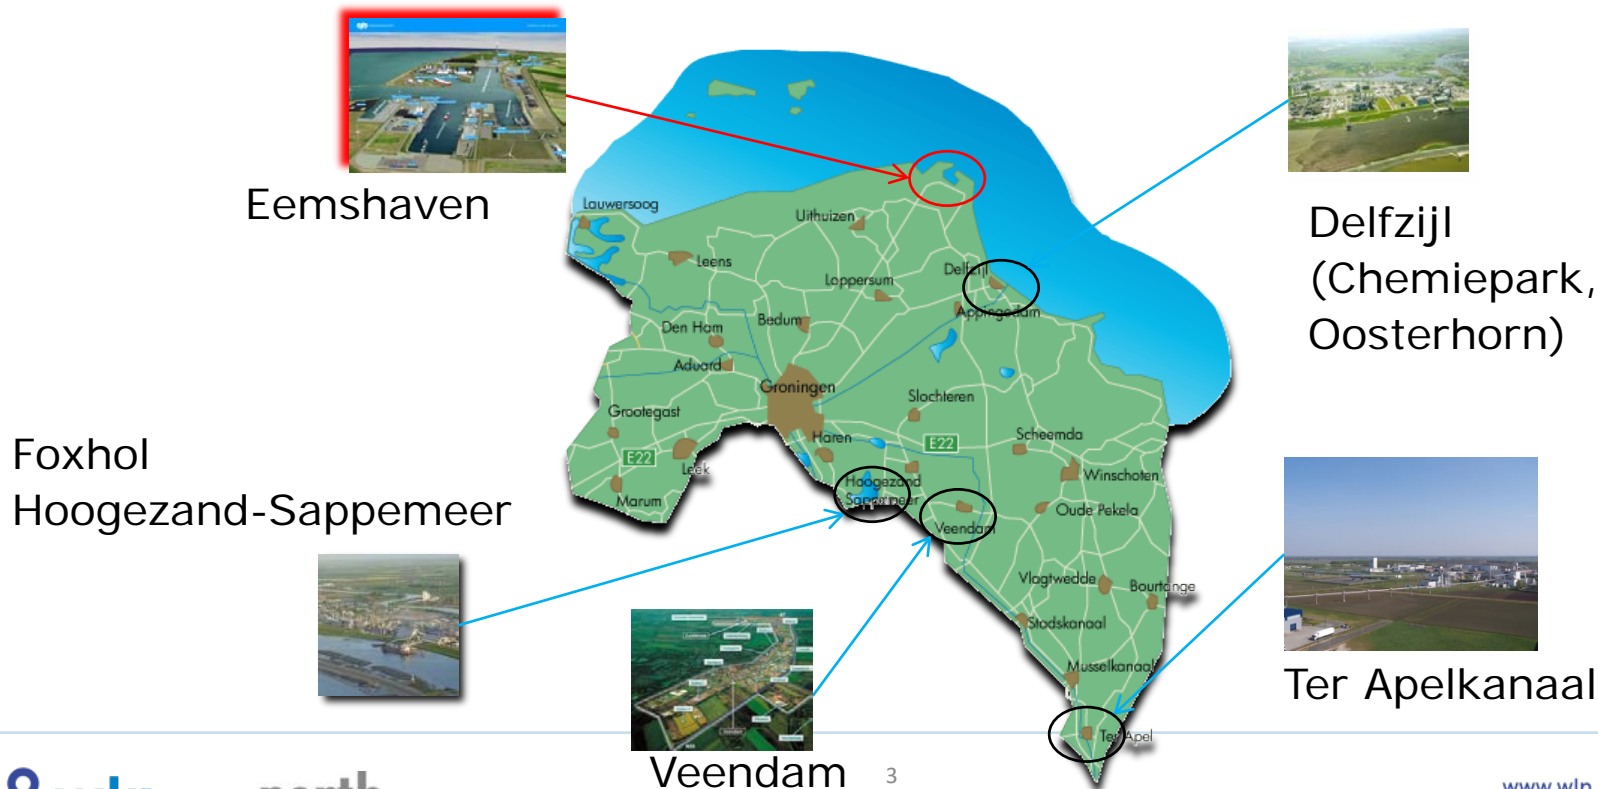 Eemshaven
Delfzijl
(Chemiepark,
Oosterhorn)
Lauwersoog
Uithuizen
Leens
Loppersum
Delfzijl
Appingedam
Den Ham
Bedum
Aduard
Groningen
Slochteren
Grootegast
Haren
E22
Scheemda
E22
Leek
Winschoten
Marum
Hoogezand
Sappemeer
Oude Pekela
Veendam
Foxhol
Hoogezand-Sappemeer
Vlagtwedde
Bourtange
Stadskanaal
Musselkanaal
Ter Apel
Ter Apelkanaal
Veendam
3